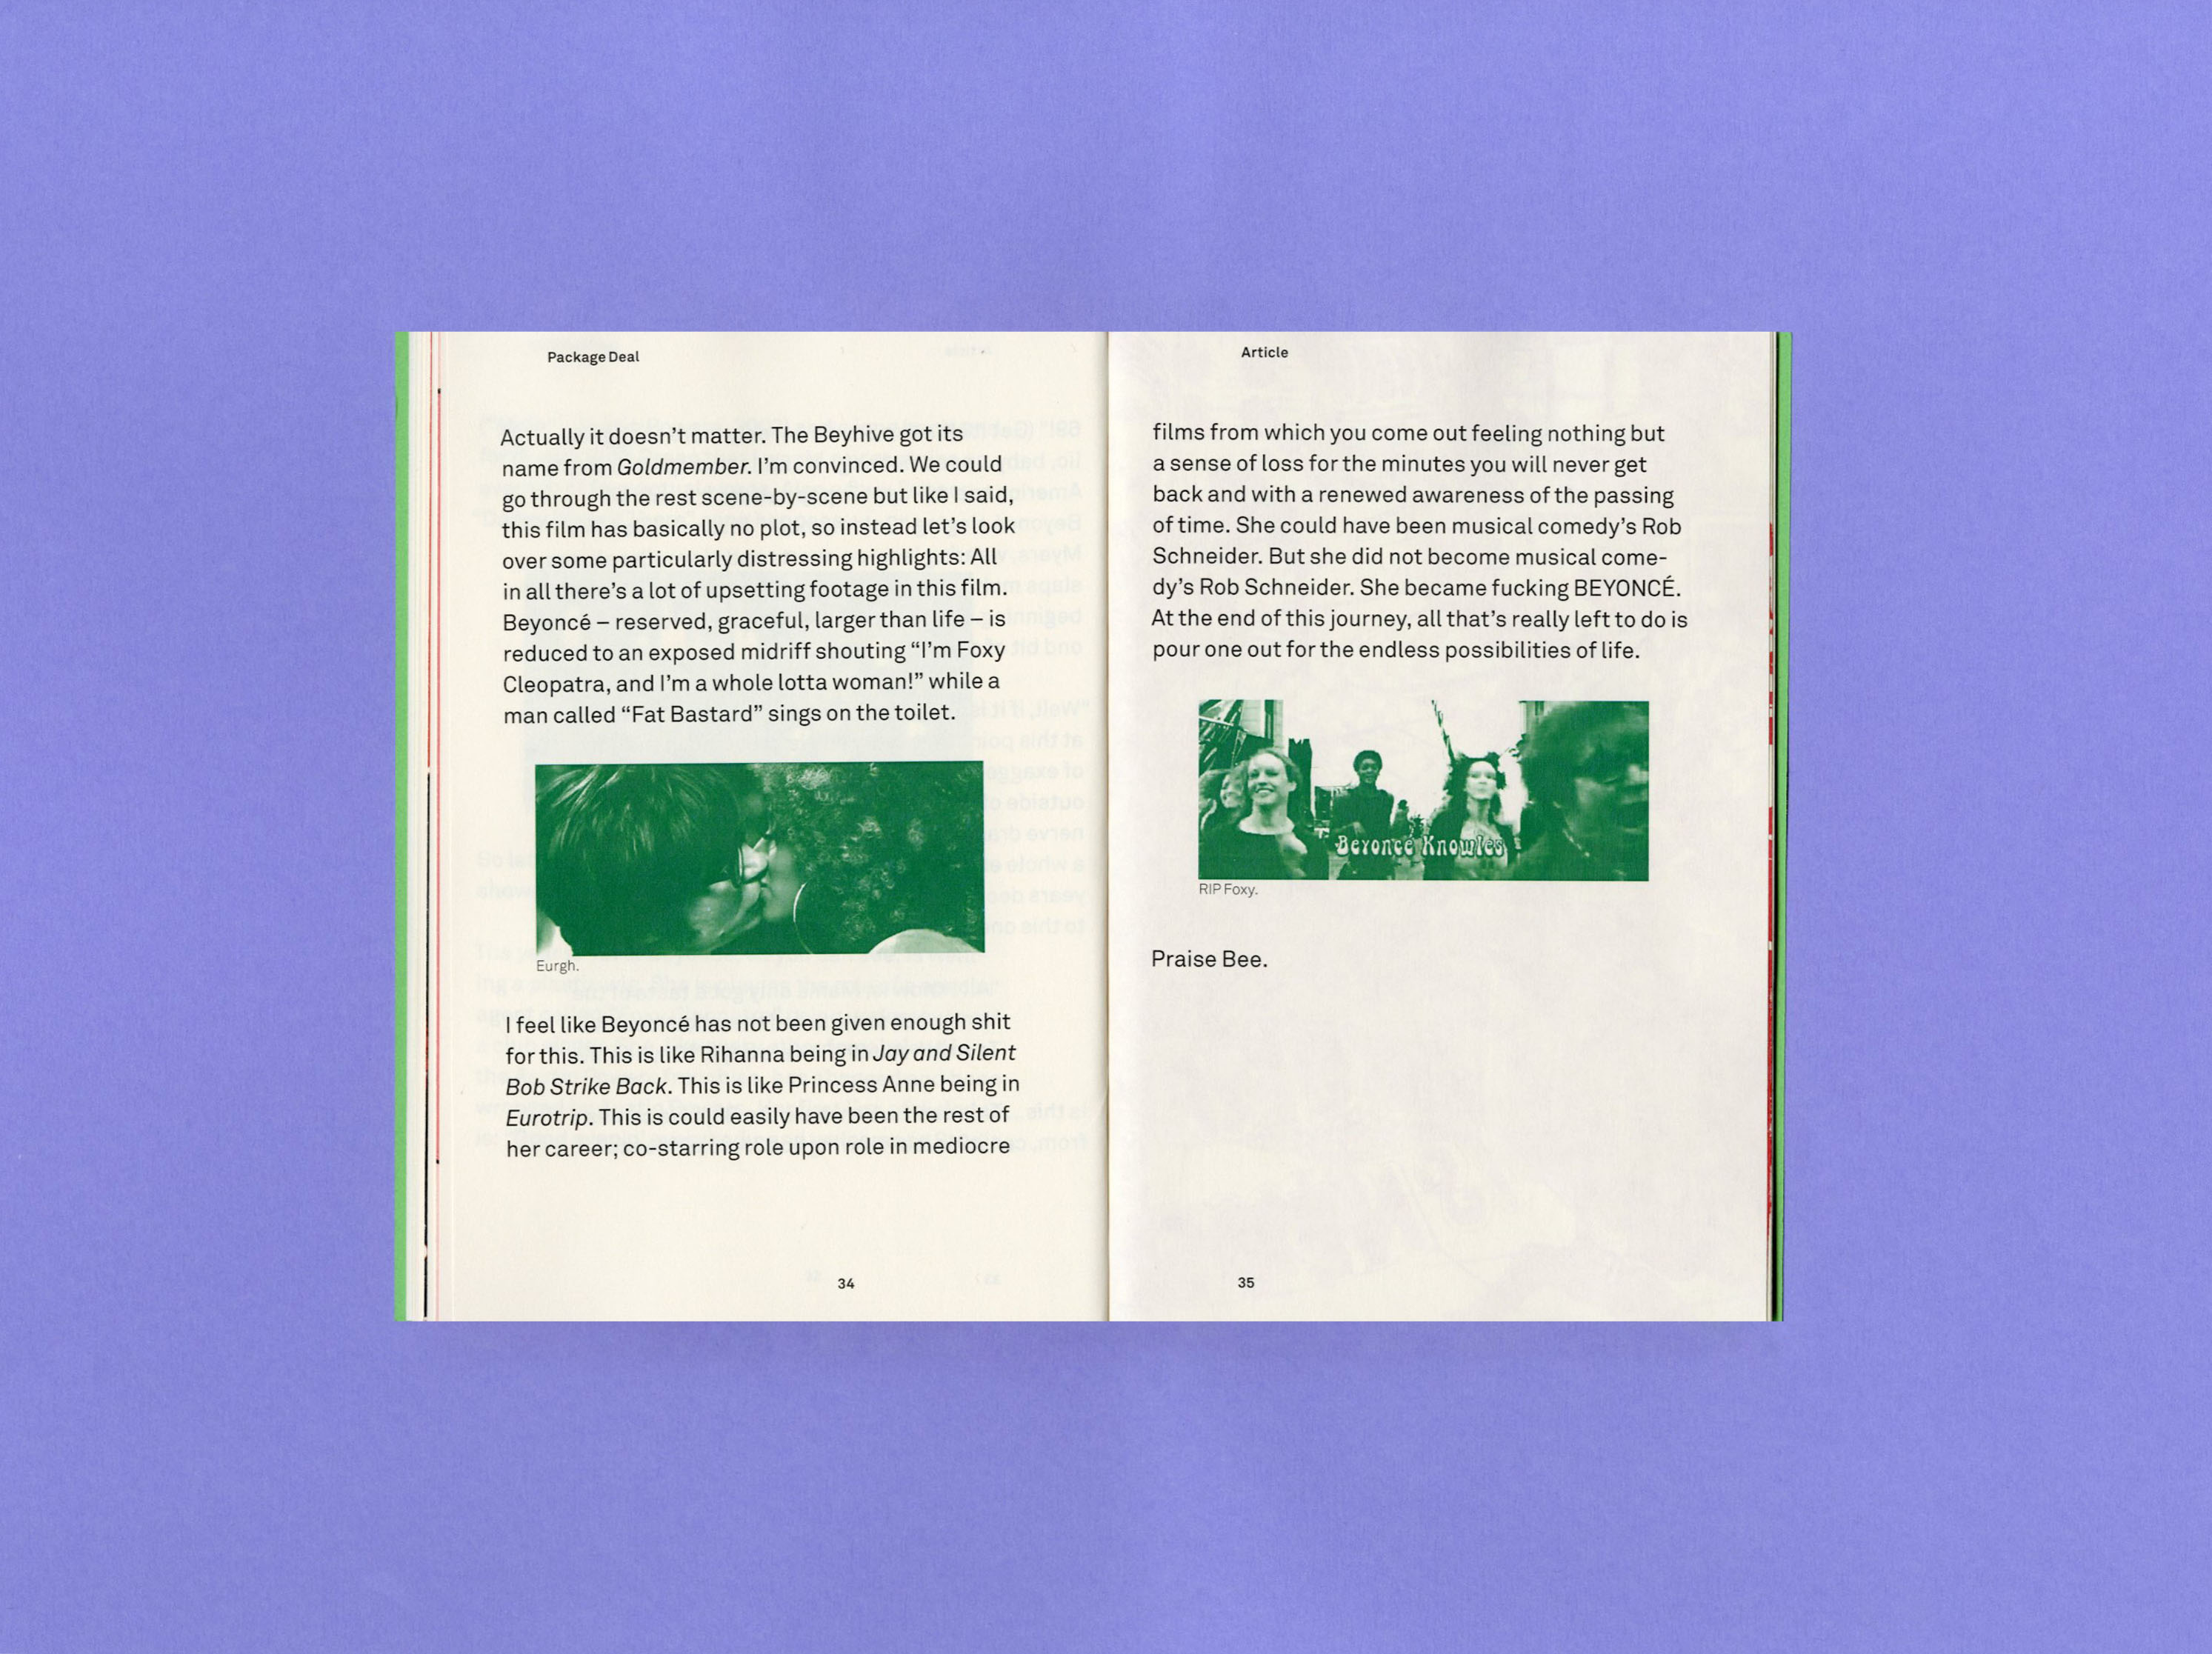 Package Deal
Actually it doesn't matter. The Beyhive got its
name from Goldmember. I'm convinced. We could
go through the rest scene-by-scene but like I said,
this film has basically no plot, so instead let's look
over some particularly distressing highlights: All
in all there's a lot of upsetting footage in this film.
Beyoncé – reserved, graceful, larger than life – is
reduced to an exposed midriff shouting “I'm Foxy
Cleopatra, and I'm a whole lotta woman!” while a
man called “Fat Bastard” sings on the toilet.
Eurgh.
I feel like Beyoncé has not been given enough shit
for this. This is like Rihanna being in Jay and Silent
Bob Strike Back. This is like Princess Anne being in
Eurotrip. This is could easily have been the rest of
her career; co-starring role upon role in mediocre
34
Article
films from which you come out feeling nothing but
a sense of loss for the minutes you will never get
back and with a renewed awareness of the passing
of time. She could have been musical comedy's Rob
Schneider. But she did not become musical come-
dy's Rob Schneider. She became fucking BEYONCÉ.
At the end of this journey, all that's really left to do is
pour one out for the endless possibilities of life.
Beyoncé Knowles
RIP Foxy.
Praise Bee.
35